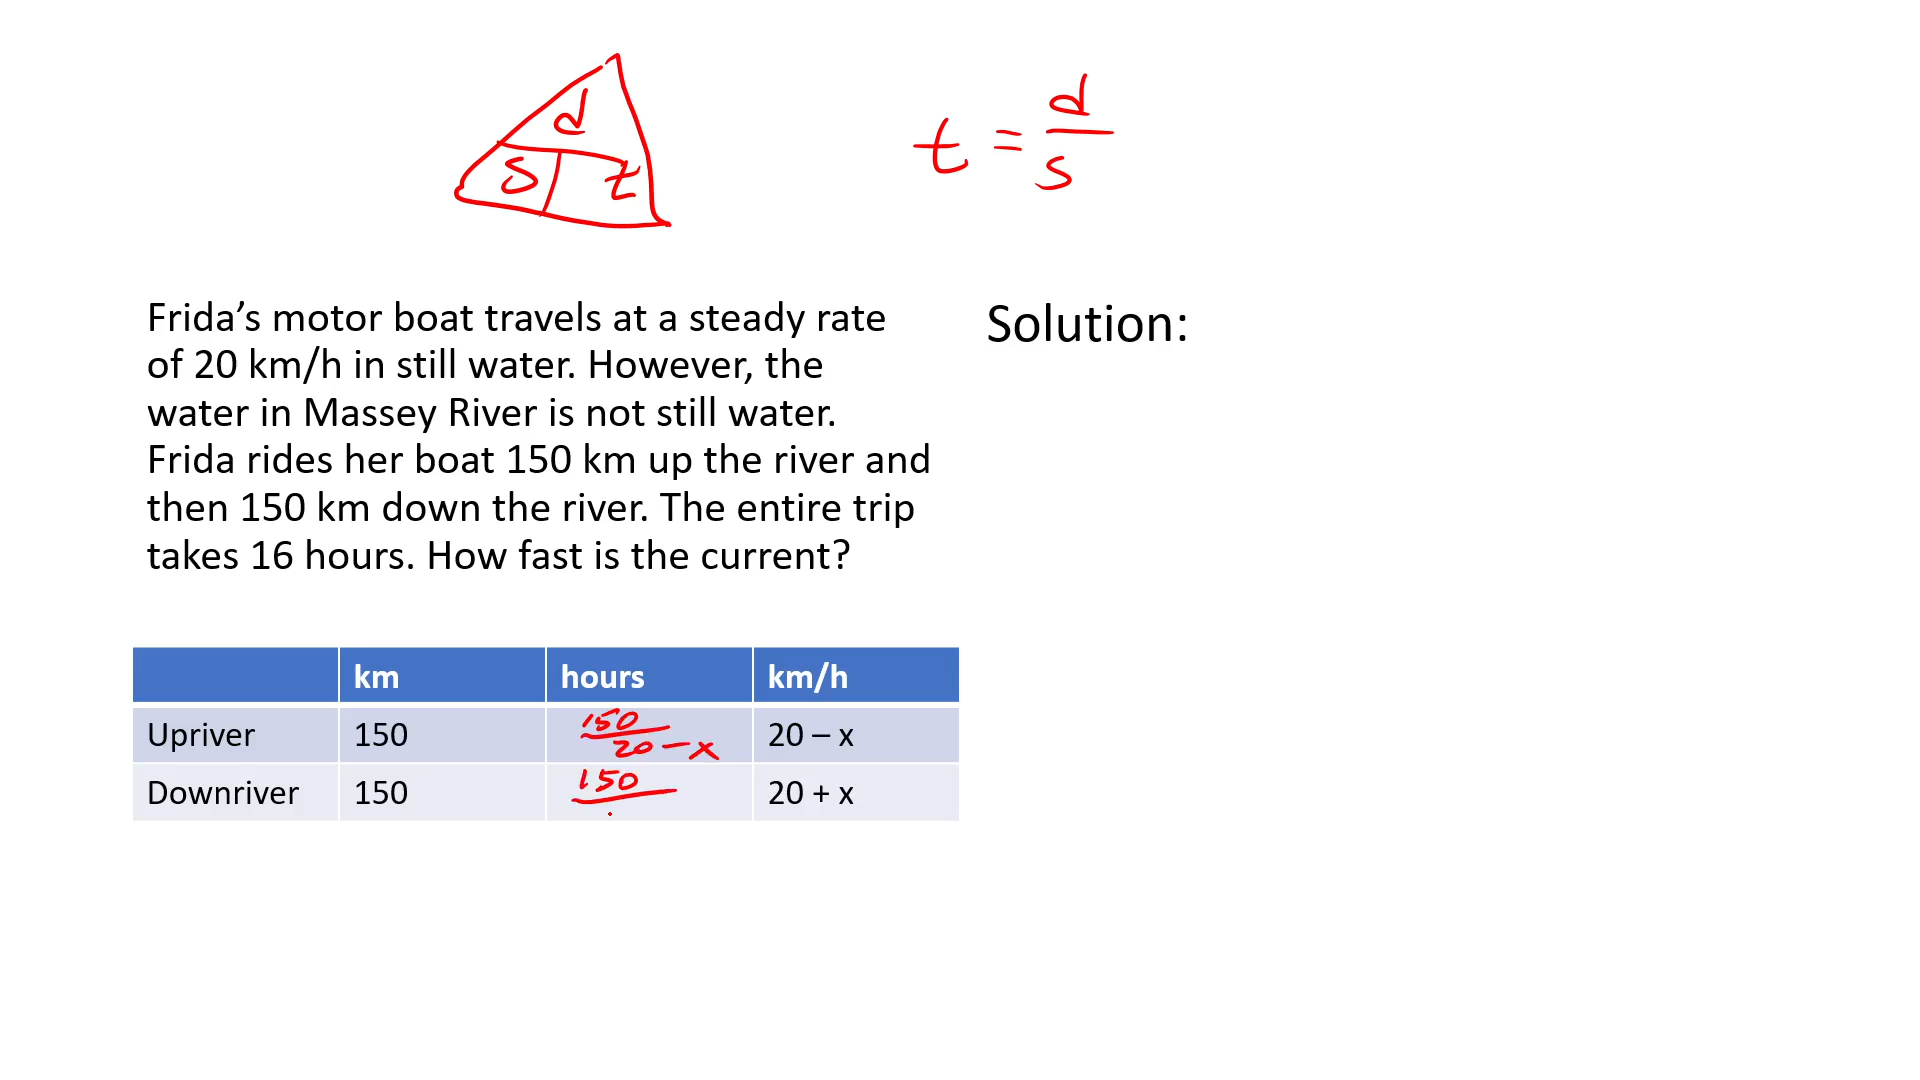 d
s t
t = d/s
Frida’s motor boat travels at a steady rate
of 20 km/h in still water. However, the
water in Massey River is not still water.
Frida rides her boat 150 km up the river and
then 150 km down the river. The entire trip
takes 16 hours. How fast is the current?
Solution:
km hours km/h
Upriver 150 150/20-x 20 – x
Downriver 150 150 20 + x